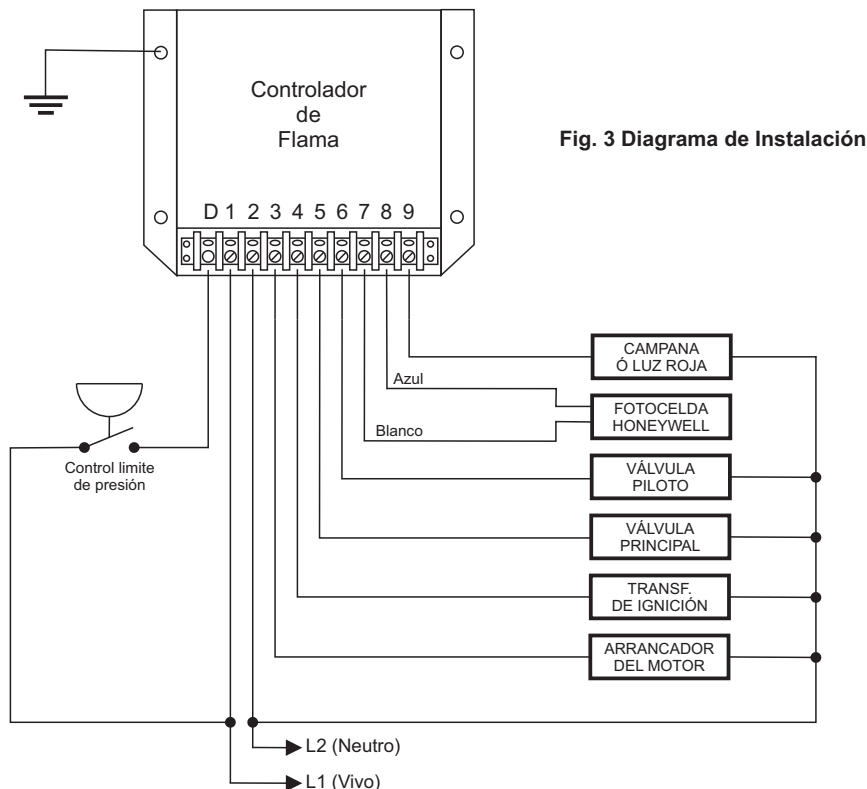 Controlador
de
Flama
Fig. 3 Diagrama de Instalación
D 1 2 3 4 5 6 7 8 9
CAMPANA
Ó LUZ ROJA
Azul
FOTOCELDA
HONEYWELL
Blanco
Control limite
de presión
VÁLVULA
PILOTO
VÁLVULA
PRINCIPAL
TRANSF.
DE IGNICIÓN
ARRANCADOR
DEL MOTOR
L2 (Neutro)
L1 (Vivo)